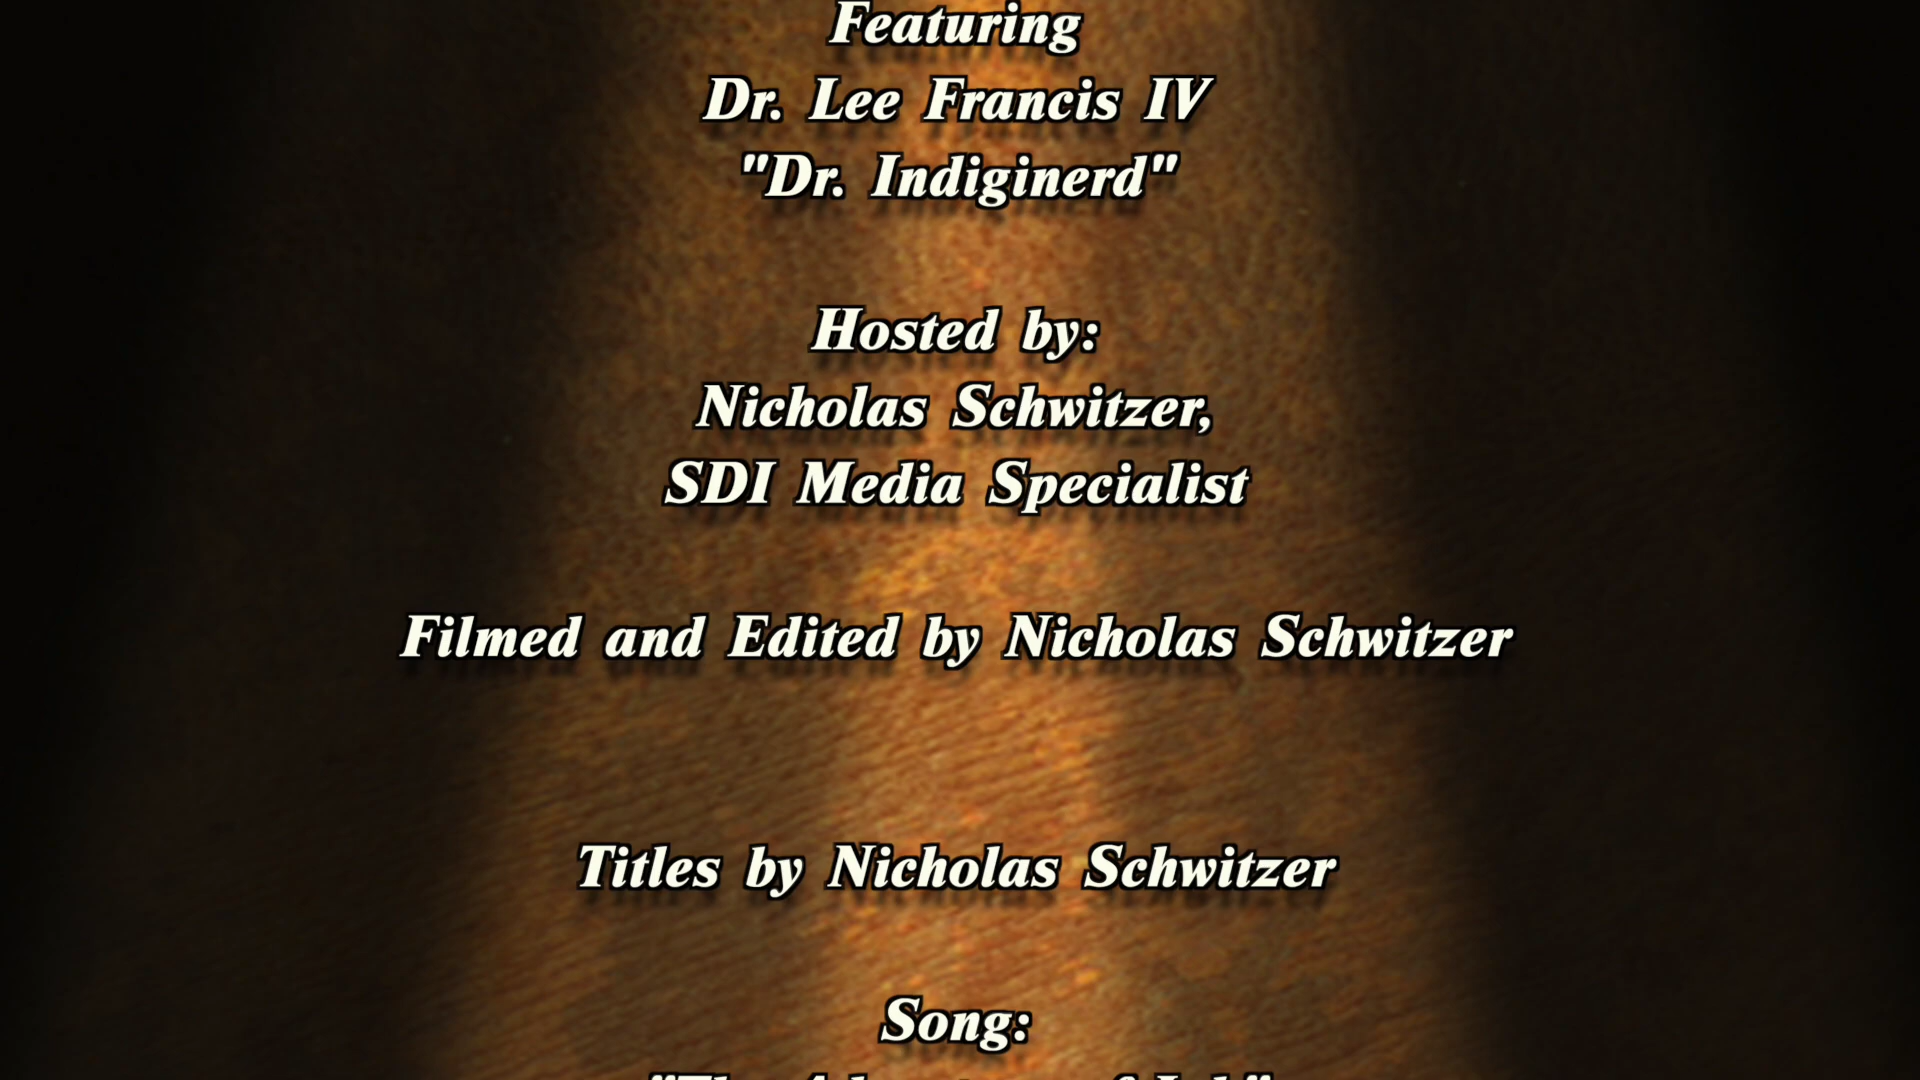 Featuring
Dr. Lee Francis IV
"Dr. Indiginerd"
Hosted by:
Nicholas Schwitzer,
SDI Media Specialist
Filmed and Edited by Nicholas Schwitzer
Titles by Nicholas Schwitzer
Song: